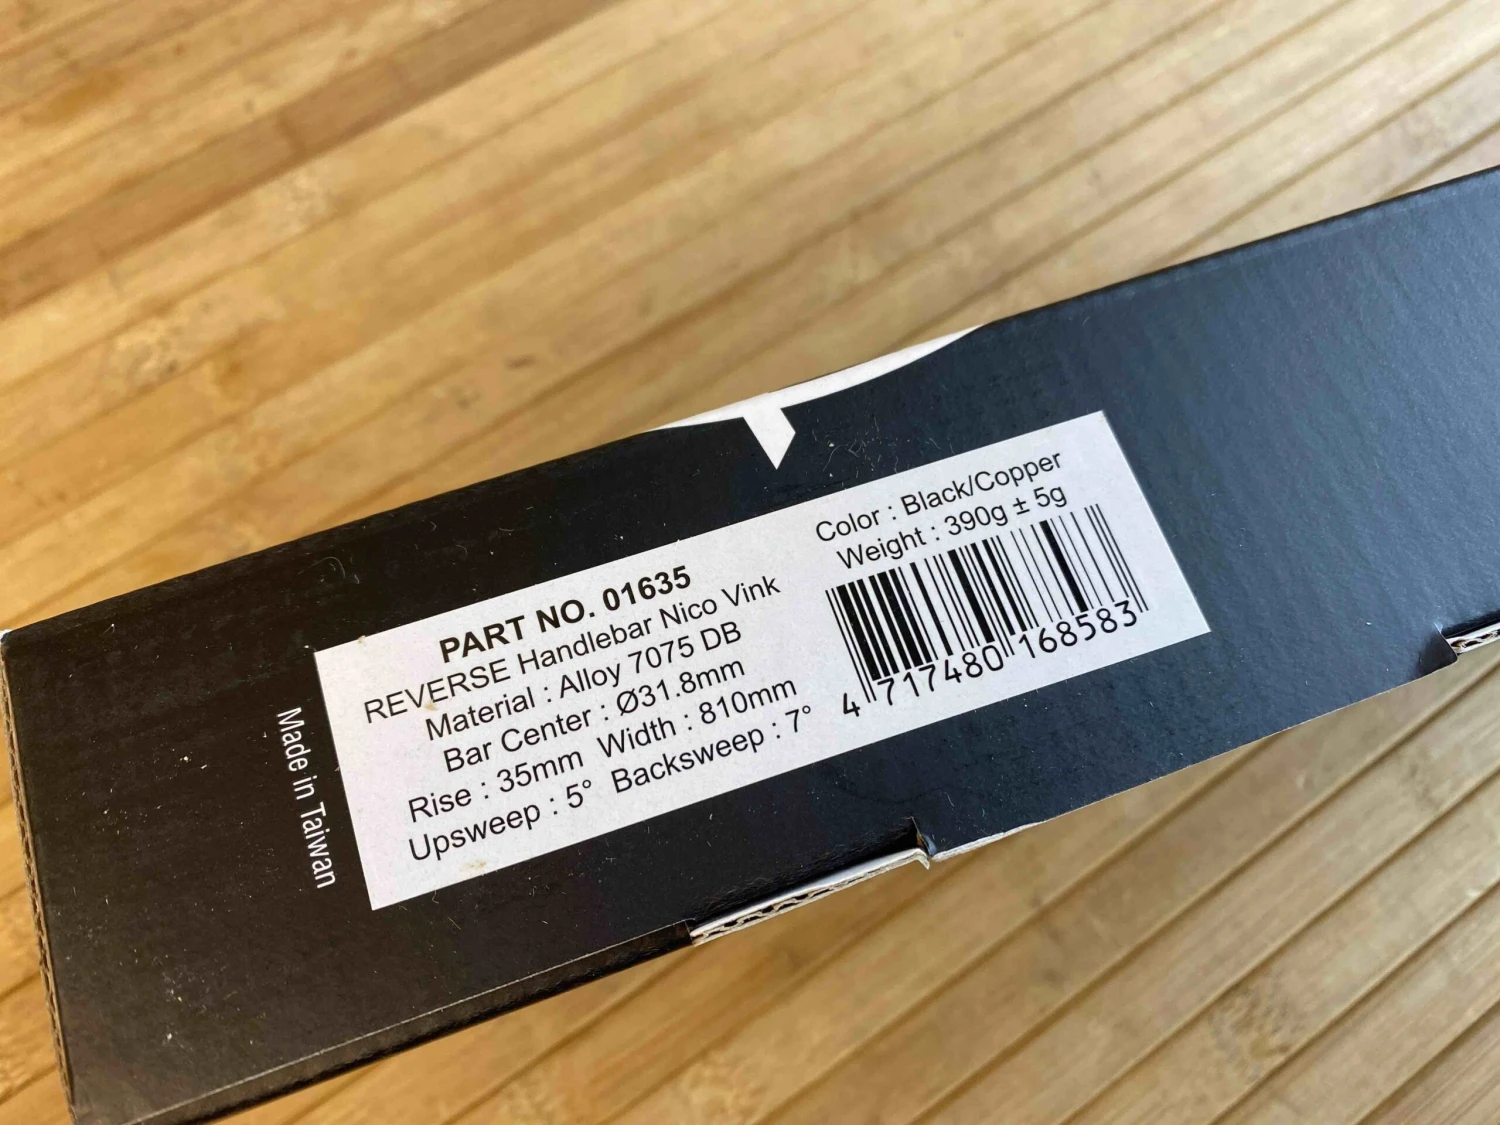 PART NO. 01635
REVERSE Handlebar Nico Vink
Material : Alloy 7075 DB
Bar Center : Ø31.8mm
Rise : 35mm Width : 810mm
Upsweep : 5° Backsweep : 7°
Color : Black/Copper
Weight : 390g ± 5g
4 717480 168583
Made in Taiwan